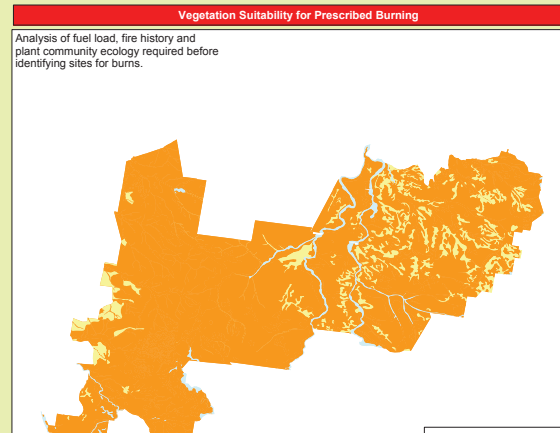 Vegetation Suitability for Prescribed Burning
Analysis of fuel load, fire history and
plant community ecology required before
identifying sites for burns.